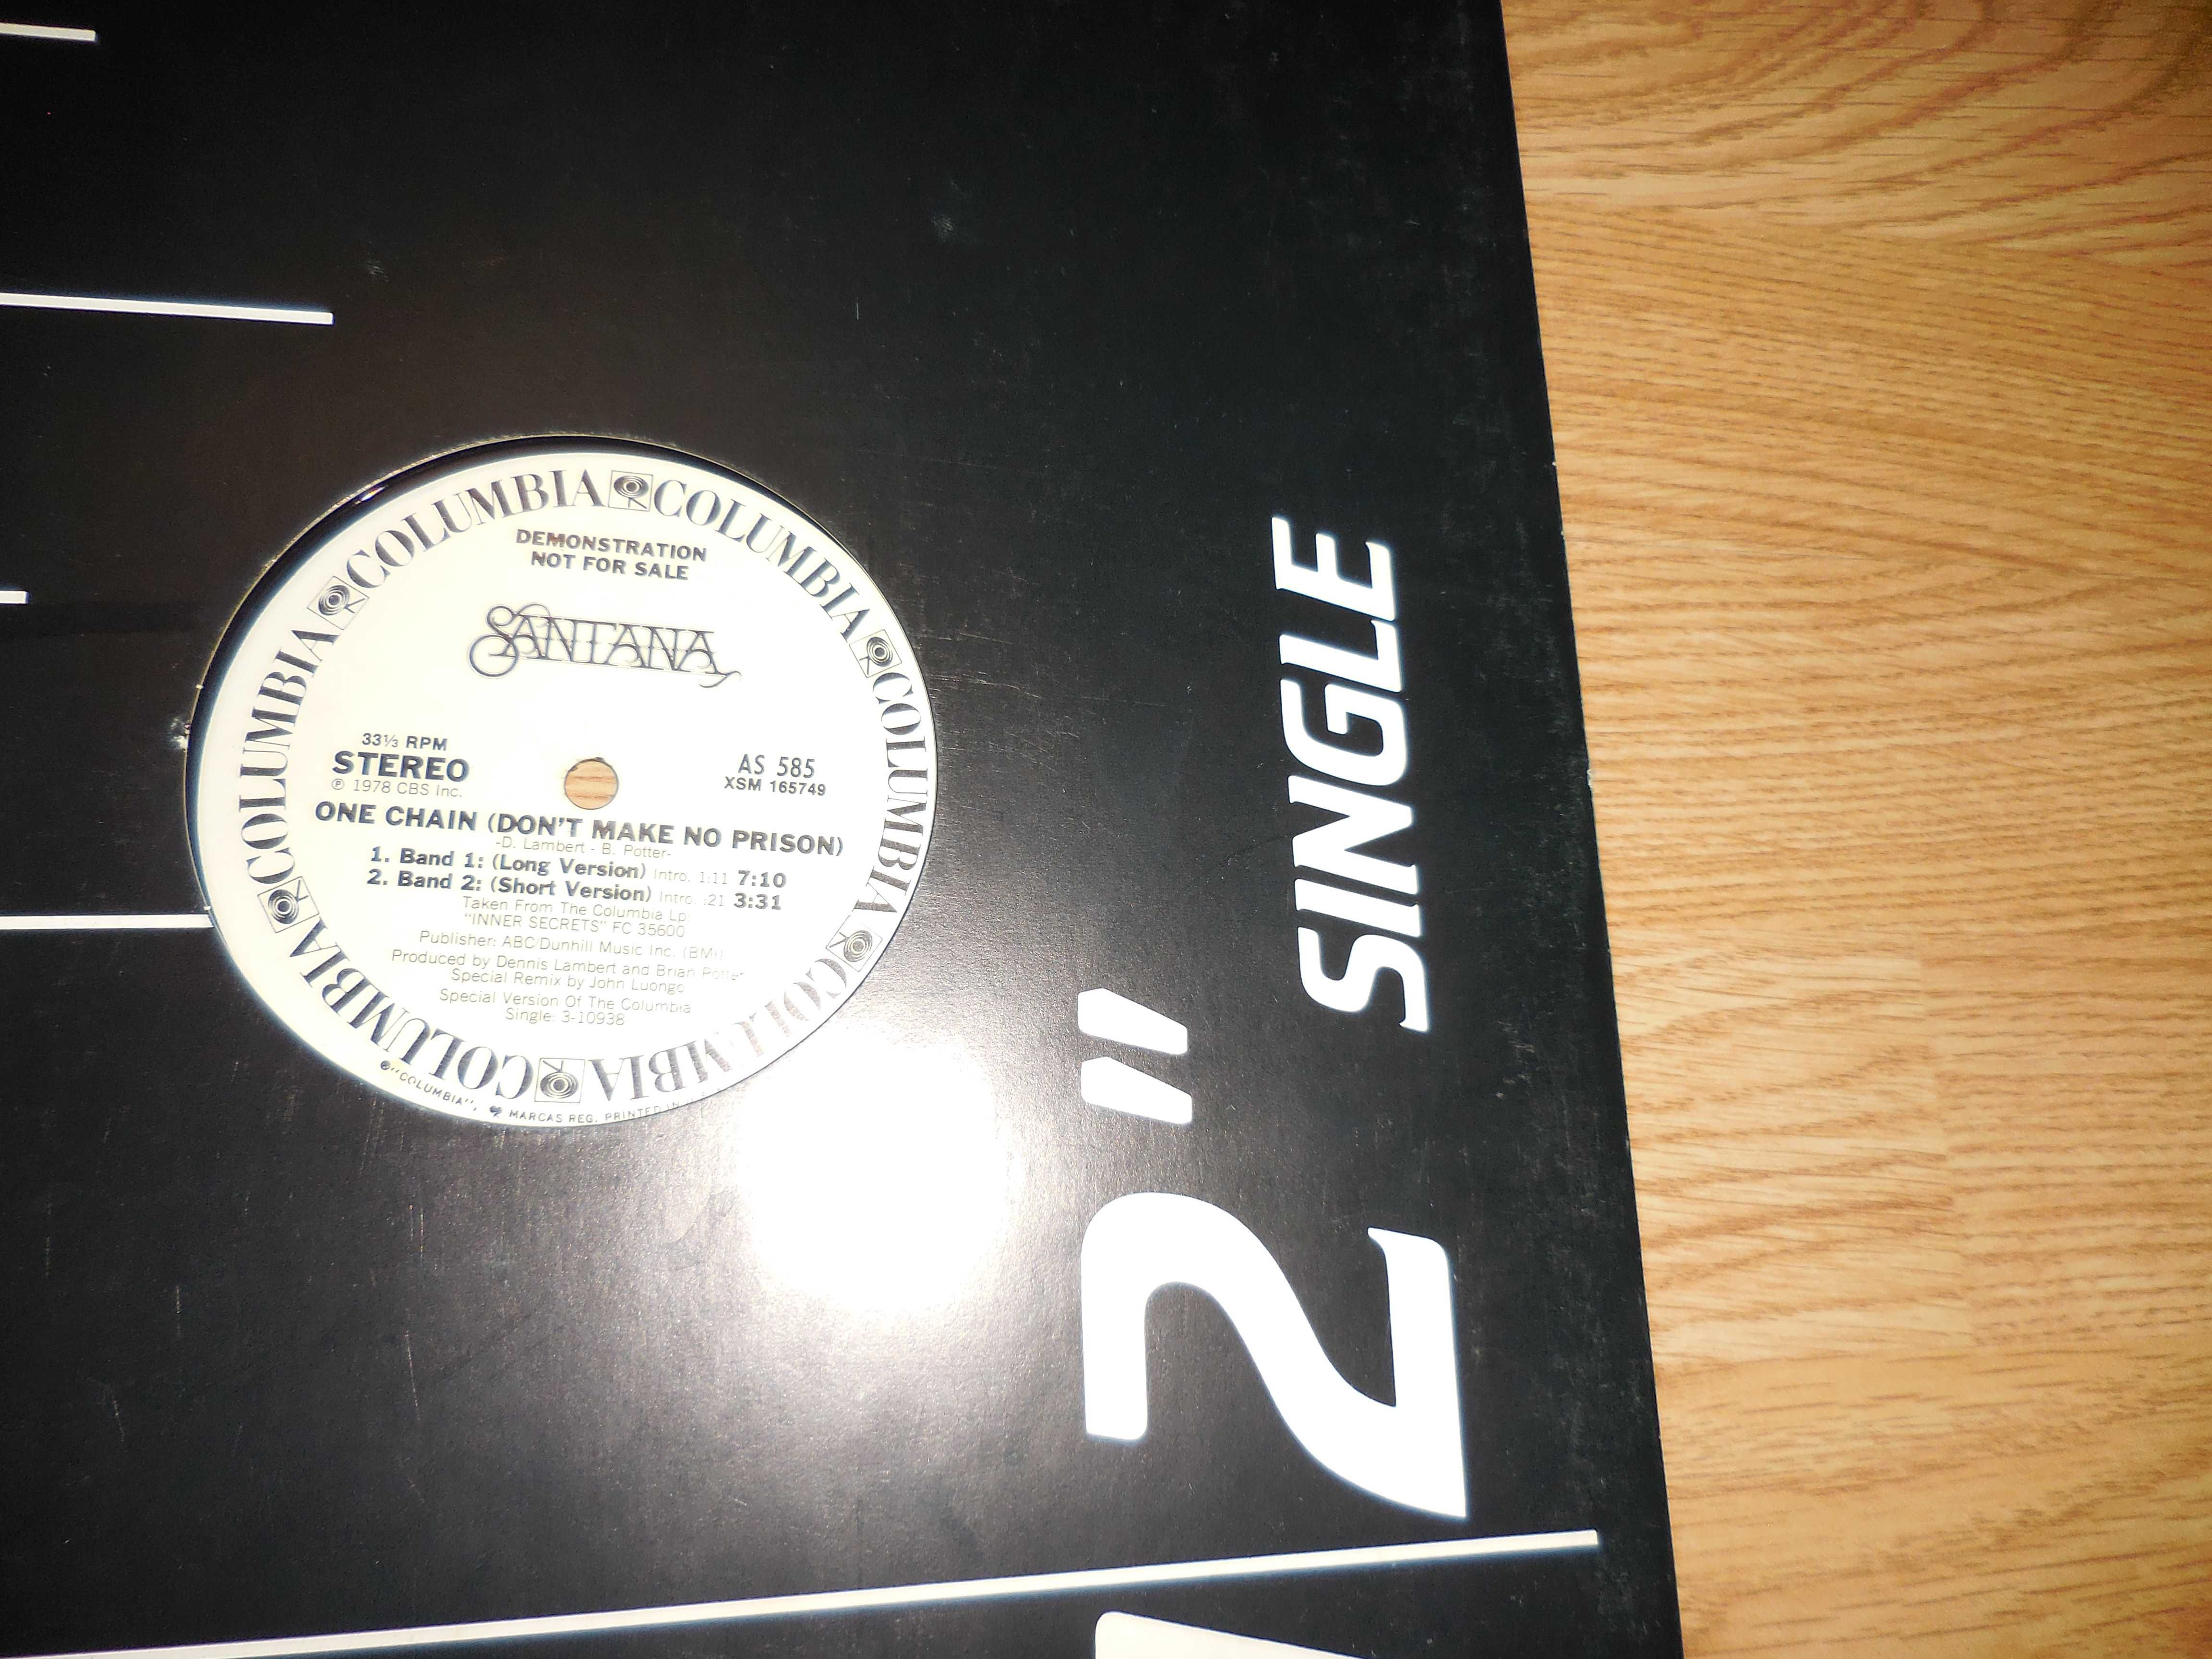 COLUMBIA COLUMBIA COLUMBIA COLUMBIA COLUMBIA COLUMBIA COLUMBIA
DEMONSTRATION
NOT FOR SALE
SANTANA
33⅓ RPM
STEREO
℗ 1978 CBS Inc.
AS 585
XSM 165749
ONE CHAIN (DON'T MAKE NO PRISON)
-D. Lambert - B. Potter-
1. Band 1: (Long Version) Intro. 1:11 7:10
2. Band 2: (Short Version) Intro. :21 3:31
Taken From The Columbia Lp:
"INNER SECRETS" FC 35600
Publisher: ABC/Dunhill Music Inc. (BMI)
Produced by Dennis Lambert and Brian Potter
Special Remix by John Luongo
Special Version Of The Columbia
Single: 3-10938
"COLUMBIA", MARCAS REG. PRINTED IN
2" SINGLE